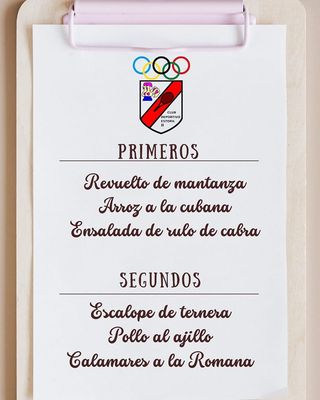 CLUB
DEPORTIVO
PRIMEROS
Revuelto de mantanza
Arroz a la cubana
Ensalada de rulo de cabra
SEGUNDOS
Escalope de ternera
Pollo al ajillo
Calamares a la Romana